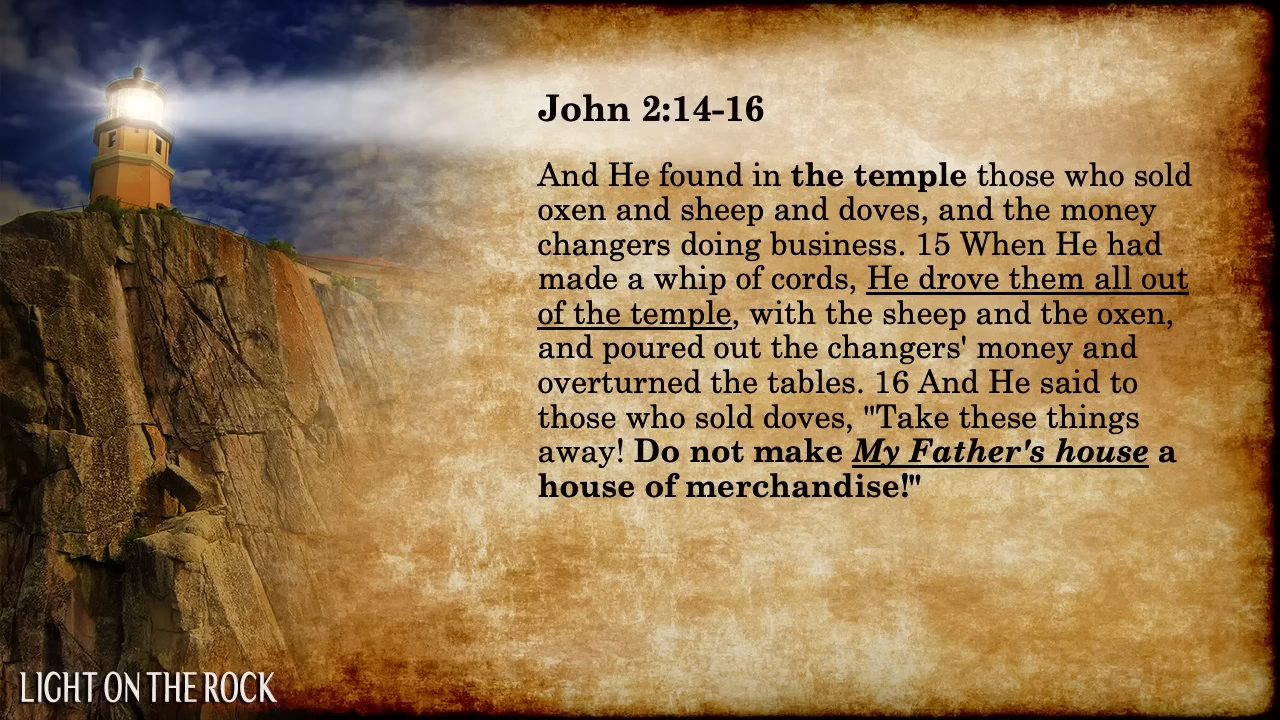 John 2:14-16
And He found in the temple those who sold
oxen and sheep and doves, and the money
changers doing business. 15 When He had
made a whip of cords, He drove them all out
of the temple, with the sheep and the oxen,
and poured out the changers' money and
overturned the tables. 16 And He said to
those who sold doves, "Take these things
away! Do not make My Father's house a
house of merchandise!"
LIGHT ON THE ROCK